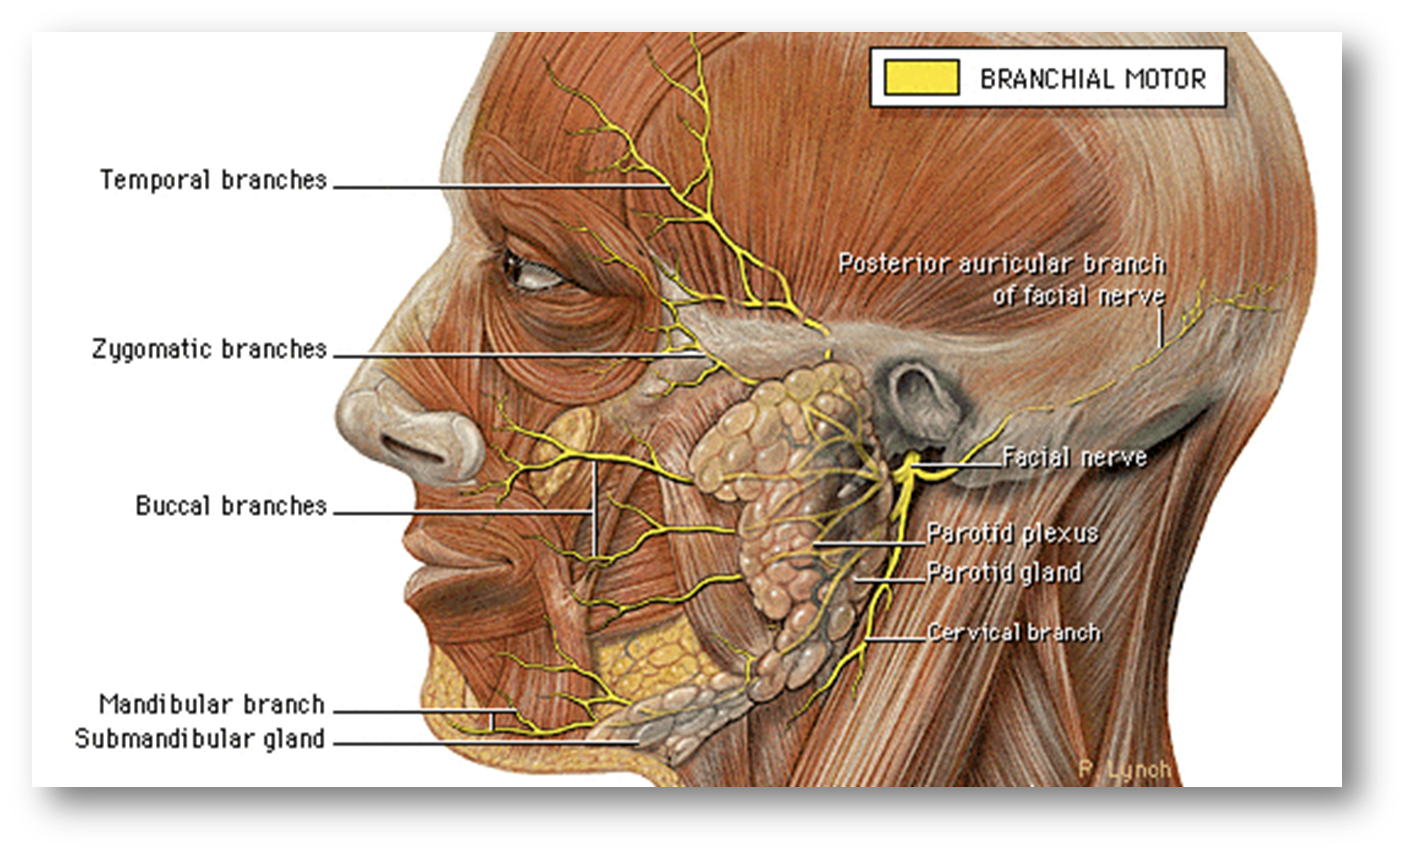 BRANCHIAL MOTOR
Temporal branches
Posterior auricular branch
of facial nerve
Zygomatic branches
Facial nerve
Buccal branches
Parotid plexus
Parotid gland
Cervical branch
Mandibular branch
Submandibular gland
P. Lynch